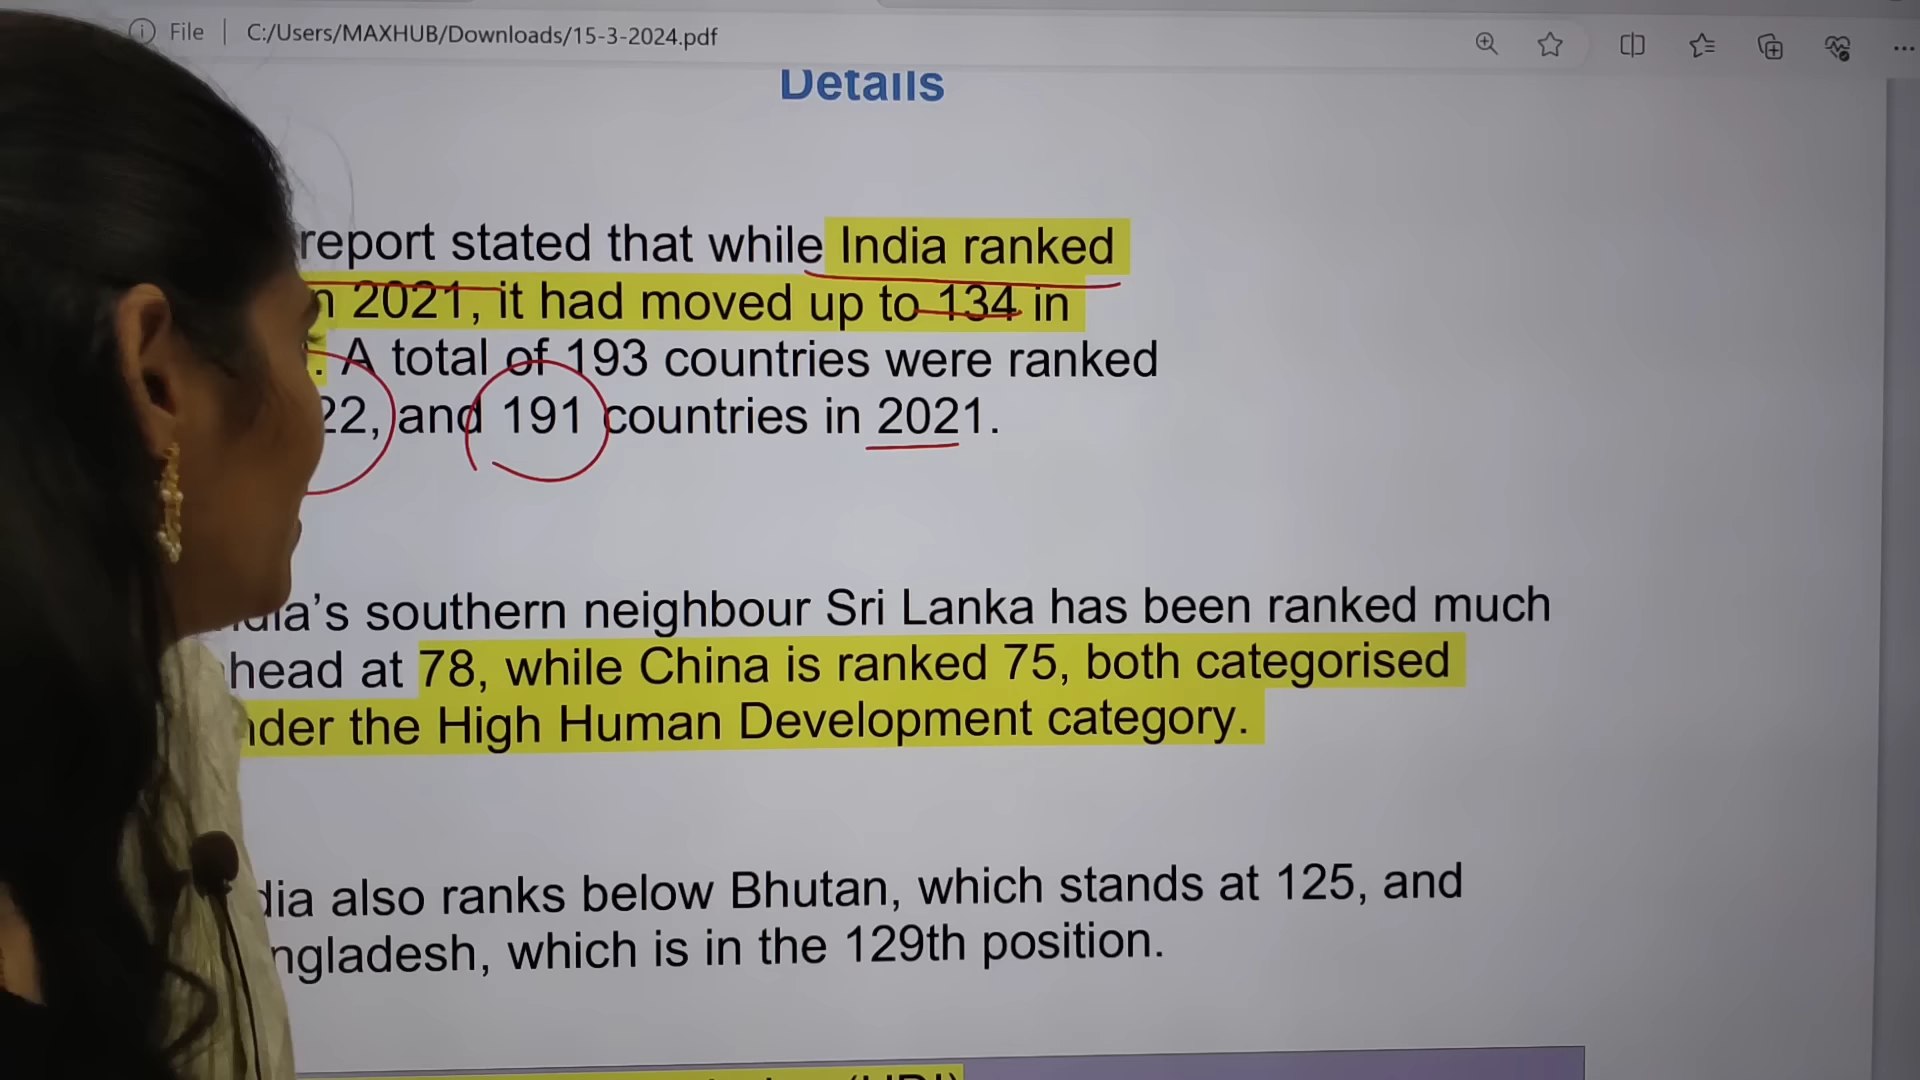 File | C:/Users/MAXHUB/Downloads/15-3-2024.pdf
Details
report stated that while India ranked
2021, it had moved up to 134 in
. A total of 193 countries were ranked
22, and 191 countries in 2021.
dia's southern neighbour Sri Lanka has been ranked much
head at 78, while China is ranked 75, both categorised
nder the High Human Development category.
dia also ranks below Bhutan, which stands at 125, and
ngladesh, which is in the 129th position.
(HDI)